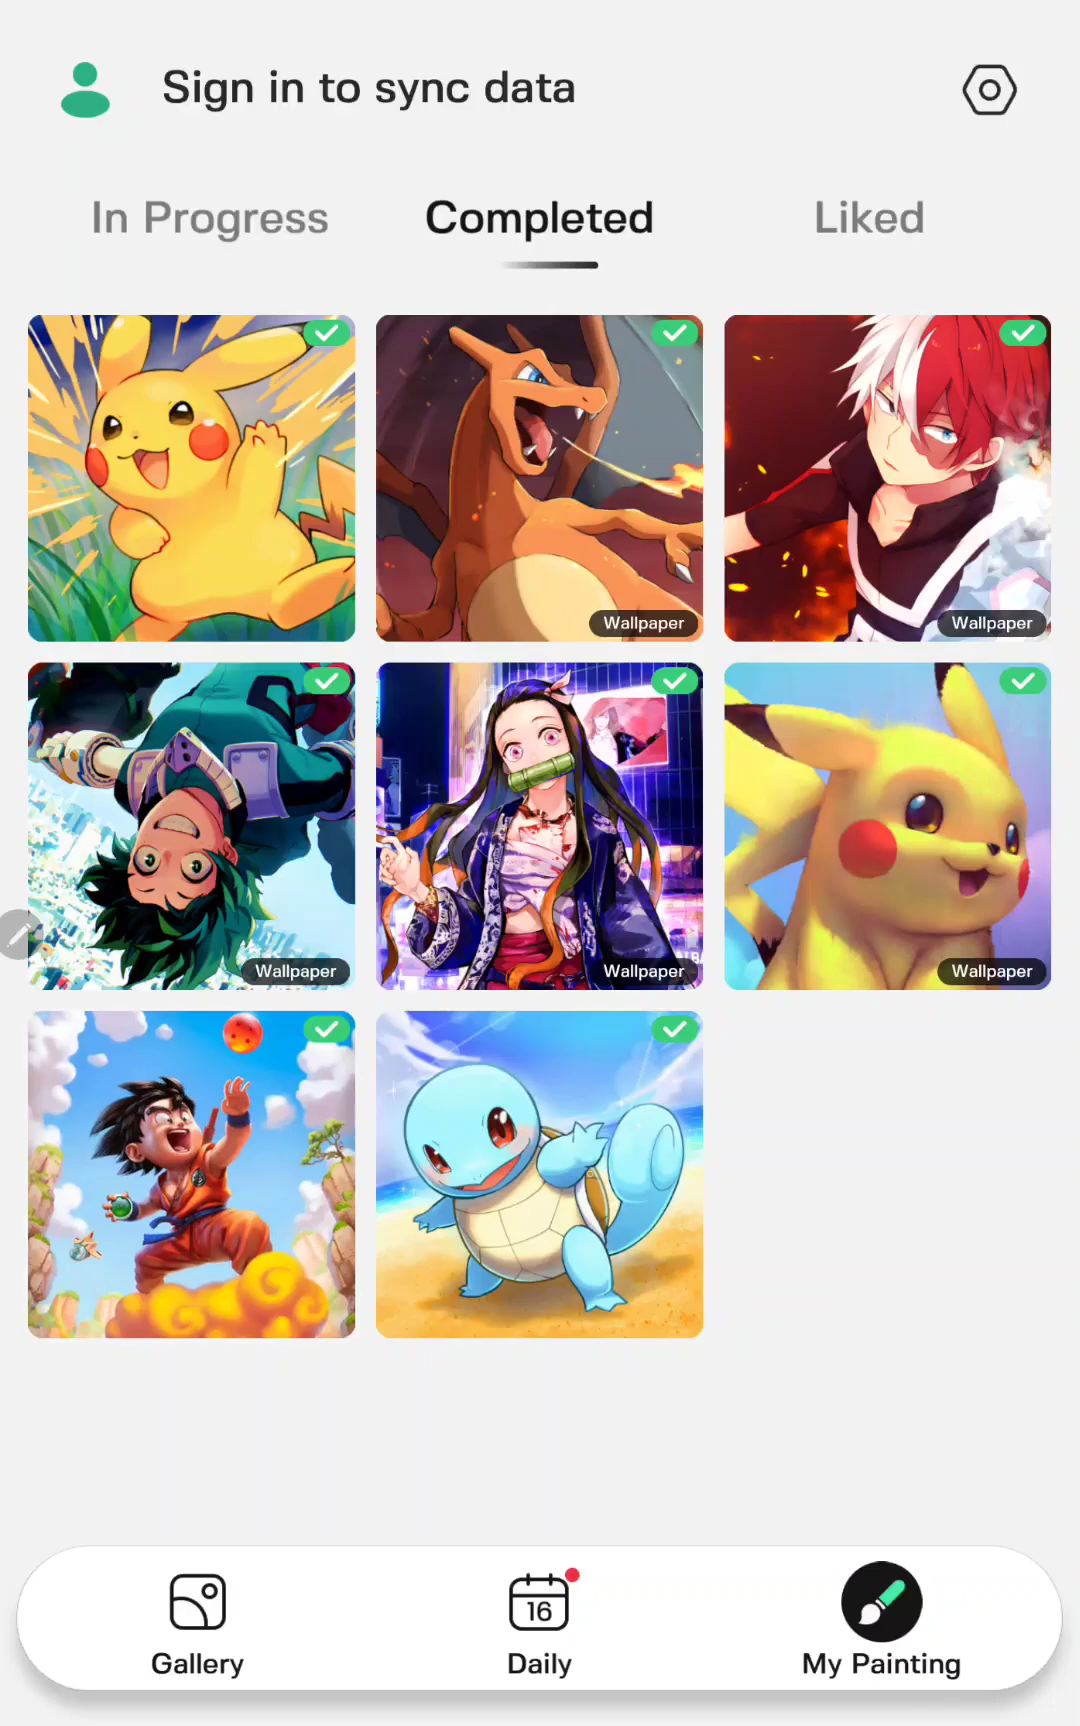 Sign in to sync data
In Progress
Completed
Liked
Wallpaper
Wallpaper
Wallpaper
Wallpaper
Wallpaper
16
Gallery
Daily
My Painting